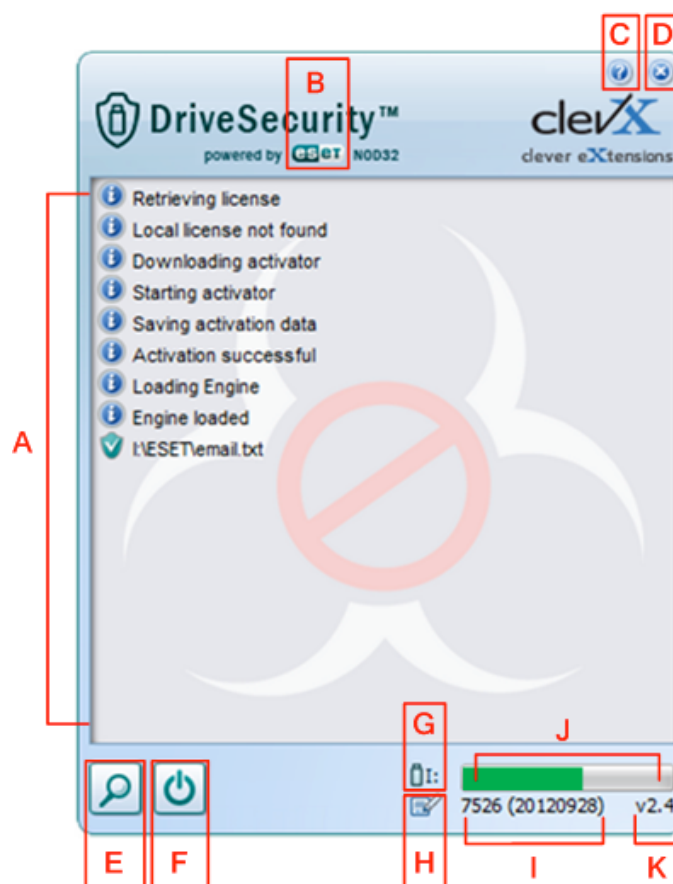 C D
B
DriveSecurity™
powered by eseT NOD32
clevX
clever eXtensions
Retrieving license
Local license not found
Downloading activator
Starting activator
Saving activation data
Activation successful
Loading Engine
Engine loaded
I:\ESET\email.txt
A
G
J
I:
7526 (20120928) v2.4
E F H I K